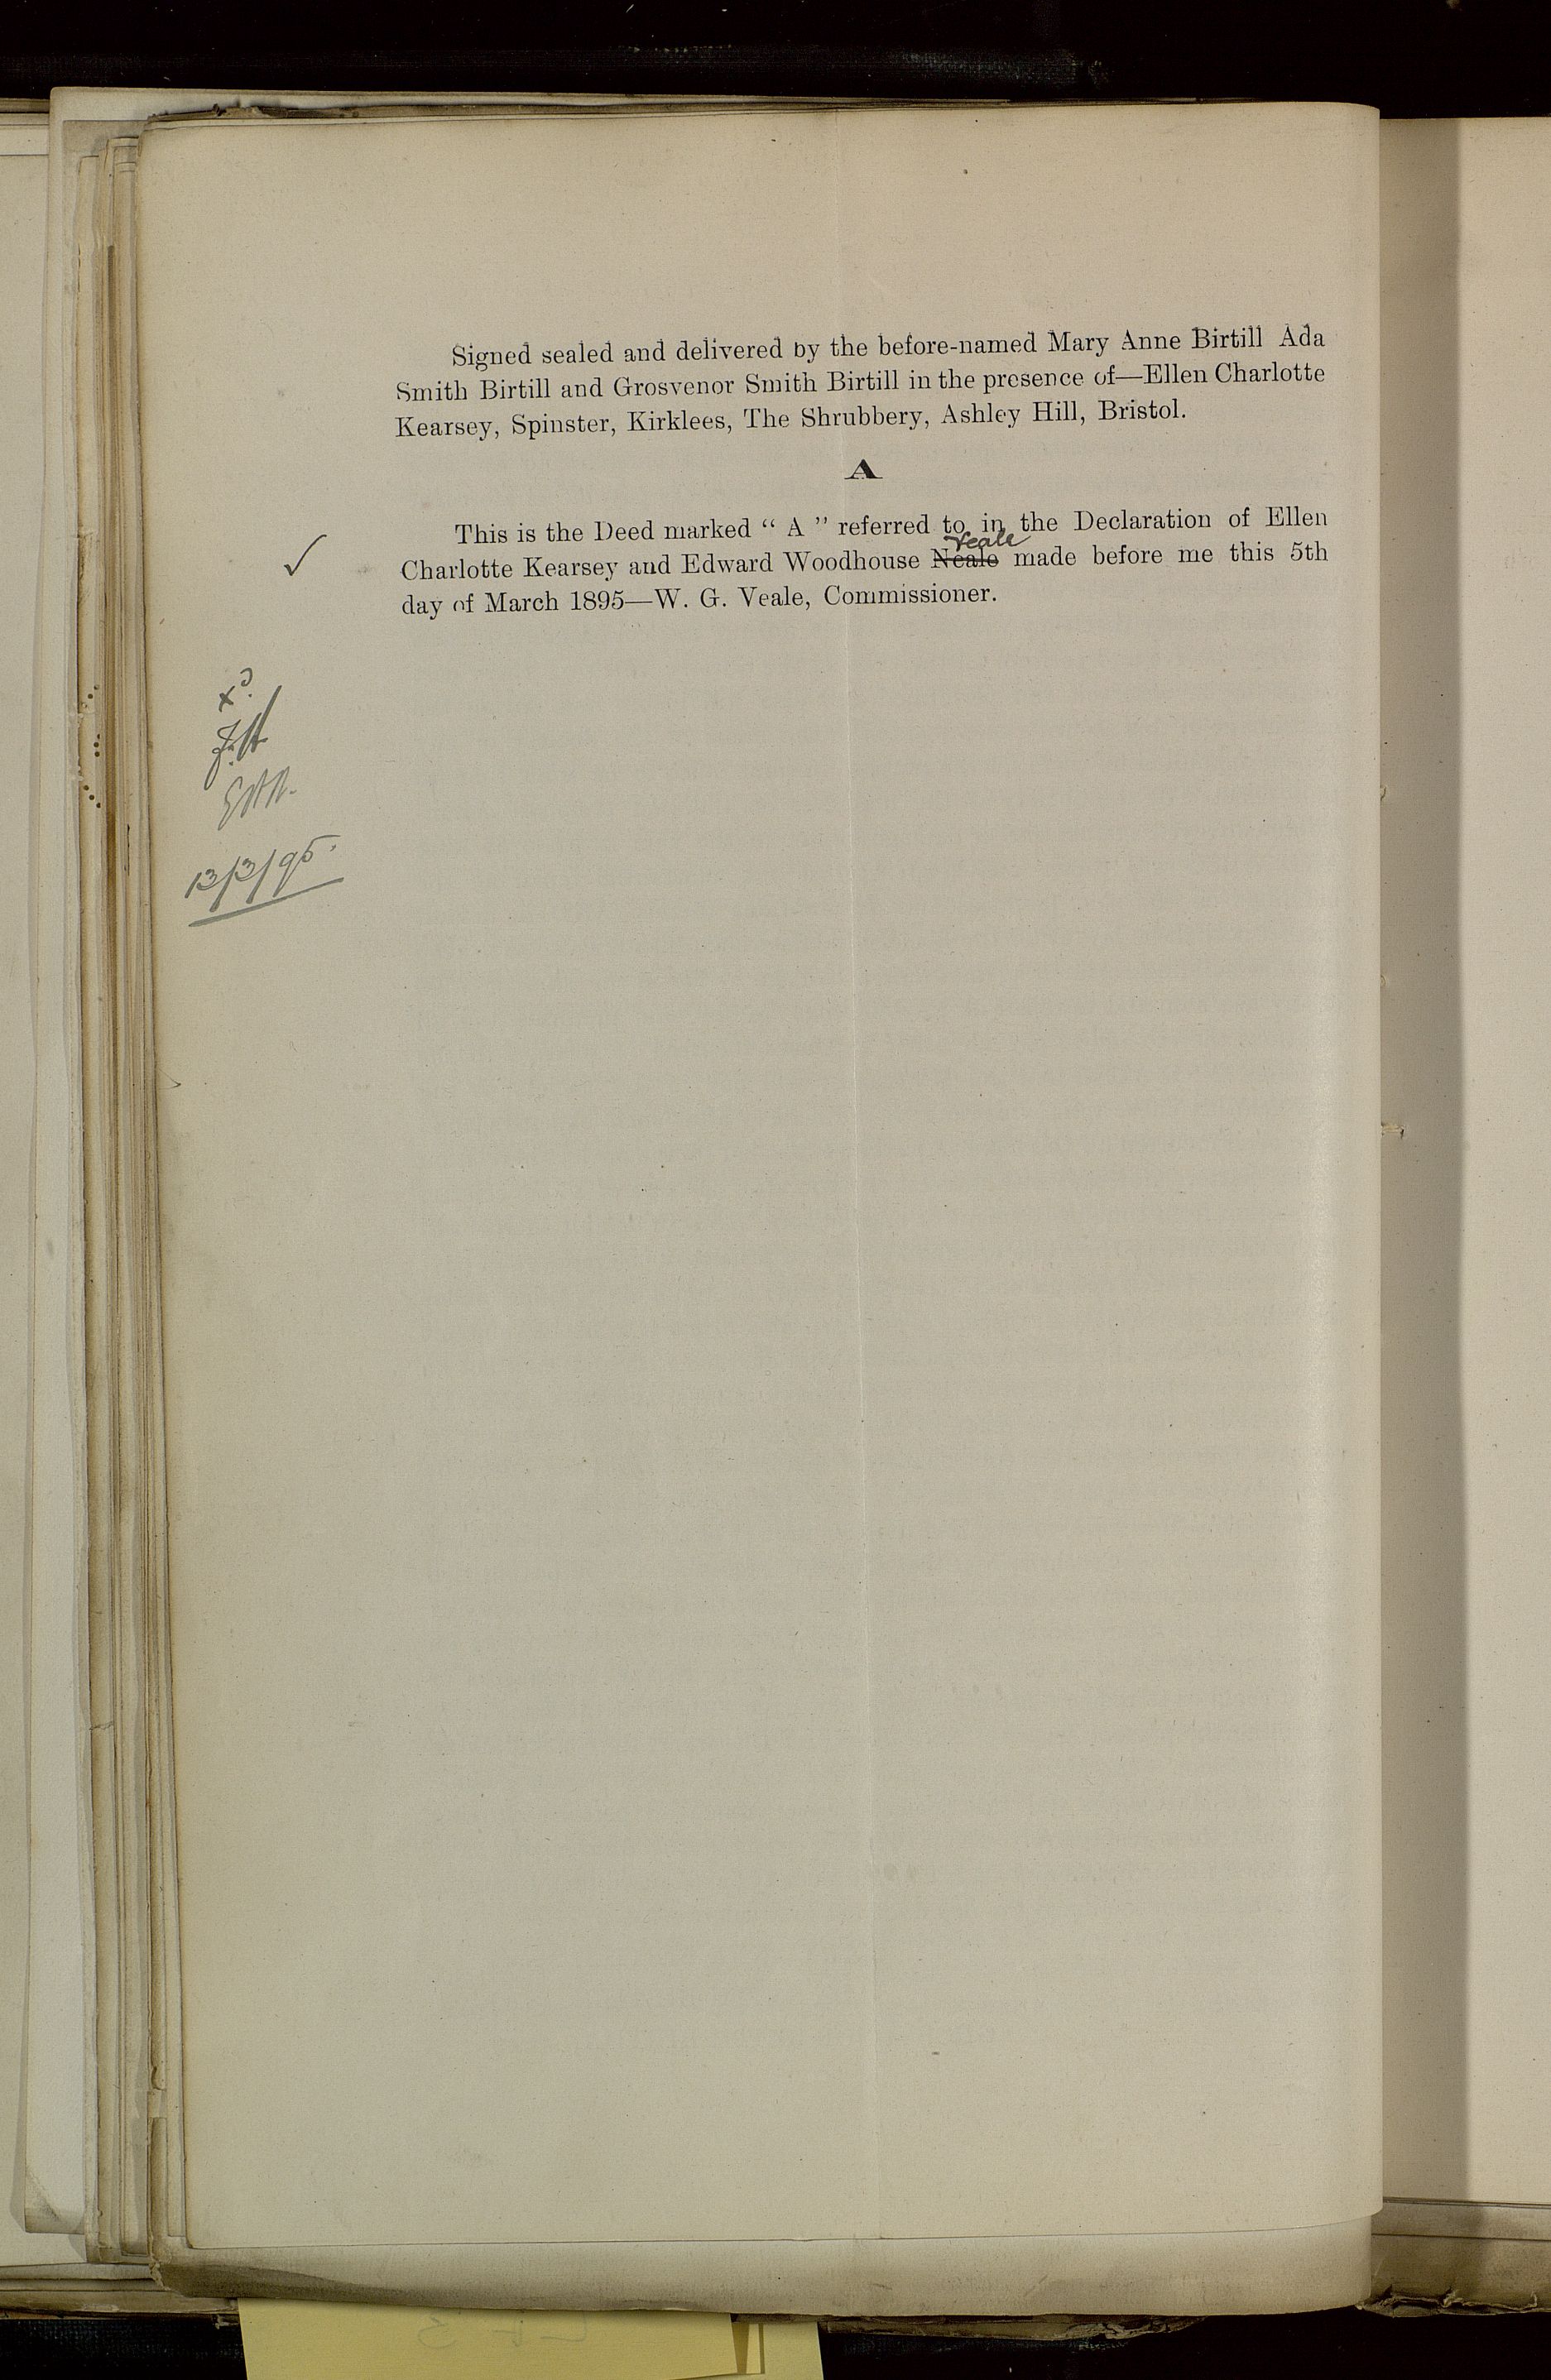 Signed sealed and delivered by the before-named Mary Anne Birtill Ada
Smith Birtill and Grosvenor Smith Birtill in the presence of—Ellen Charlotte
Kearsey, Spinster, Kirklees, The Shrubbery, Ashley Hill, Bristol.
A
This is the Deed marked “ A ” referred to in the Declaration of Ellen
Veale
Charlotte Kearsey and Edward Woodhouse Neale made before me this 5th
day of March 1895—W. G. Veale, Commissioner.
13/3/95.